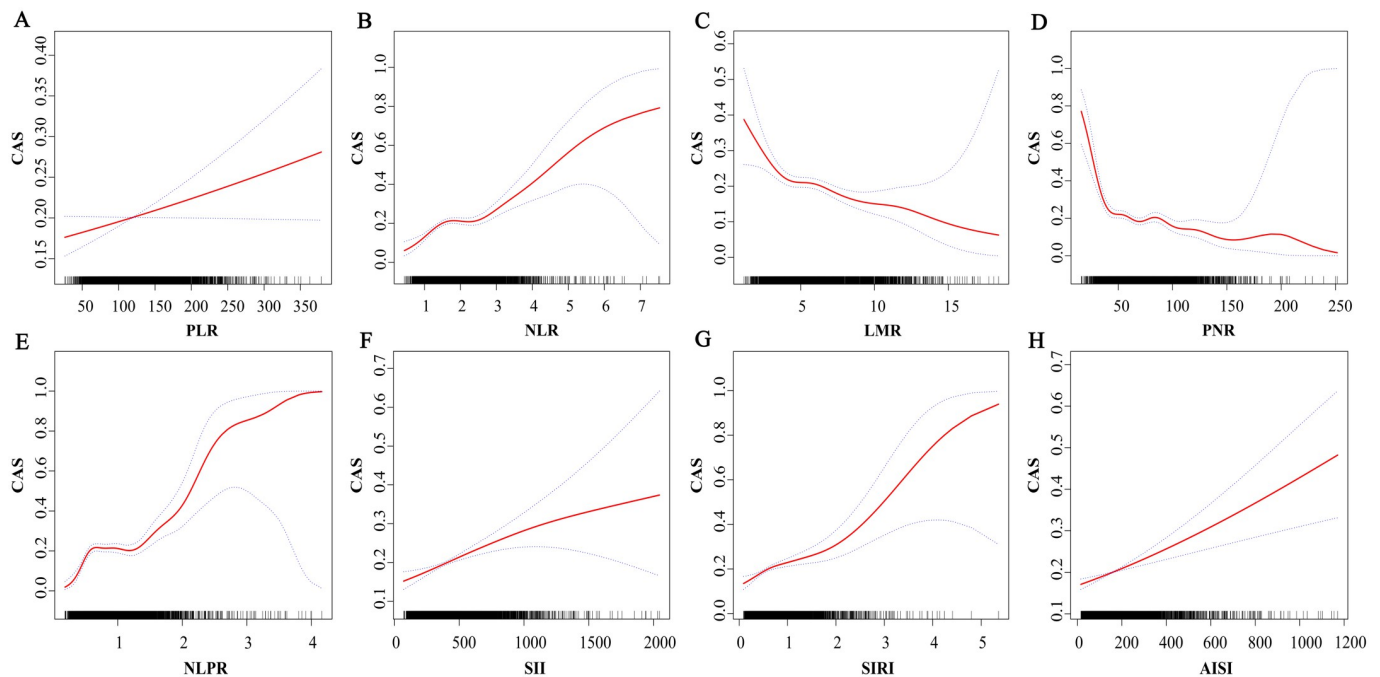 A
CAS
0.15 0.20 0.25 0.30 0.35 0.40
50 100 150 200 250 300 350
PLR
B
CAS
0.0 0.2 0.4 0.6 0.8 1.0
1 2 3 4 5 6 7
NLR
C
CAS
0.0 0.1 0.2 0.3 0.4 0.5 0.6
5 10 15
LMR
D
CAS
0.0 0.2 0.4 0.6 0.8 1.0
50 100 150 200 250
PNR
E
CAS
0.0 0.2 0.4 0.6 0.8 1.0
1 2 3 4
NLPR
F
CAS
0.1 0.2 0.3 0.4 0.5 0.6 0.7
0 500 1000 1500 2000
SII
G
CAS
0.0 0.2 0.4 0.6 0.8 1.0
0 1 2 3 4 5
SIRI
H
CAS
0.1 0.2 0.3 0.4 0.5 0.6 0.7
0 200 400 600 800 1000 1200
AISI